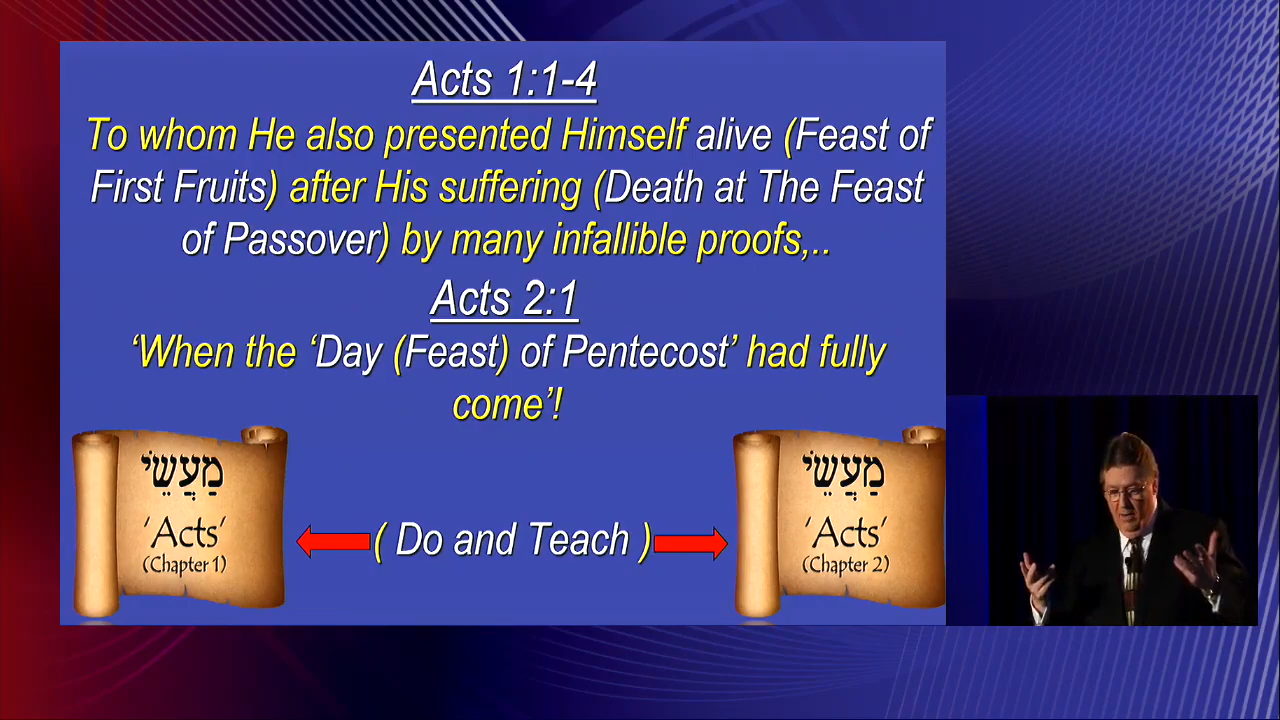 Acts 1:1-4
To whom He also presented Himself alive (Feast of
First Fruits) after His suffering (Death at The Feast
of Passover) by many infallible proofs,..
Acts 2:1
‘When the ‘Day (Feast) of Pentecost’ had fully
come’!
מַעֲשֵׂי
‘Acts’
(Chapter 1)
( Do and Teach )
מַעֲשֵׂי
‘Acts’
(Chapter 2)